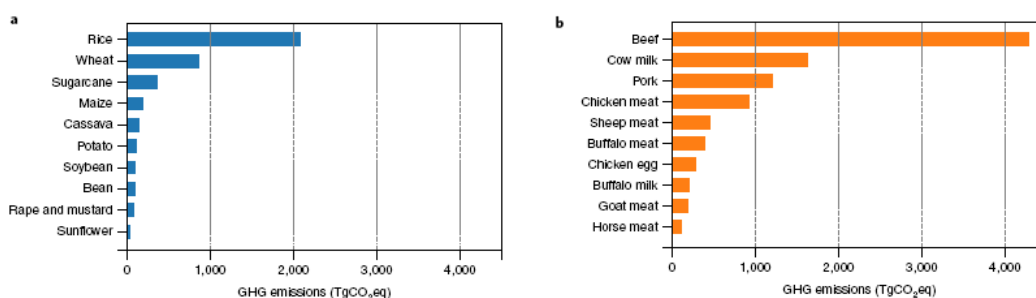 a
Rice
Wheat
Sugarcane
Maize
Cassava
Potato
Soybean
Bean
Rape and mustard
Sunflower
0 1,000 2,000 3,000 4,000
GHG emissions (TgCO₂eq)
b
Beef
Cow milk
Pork
Chicken meat
Sheep meat
Buffalo meat
Chicken egg
Buffalo milk
Goat meat
Horse meat
0 1,000 2,000 3,000 4,000
GHG emissions (TgCO₂eq)